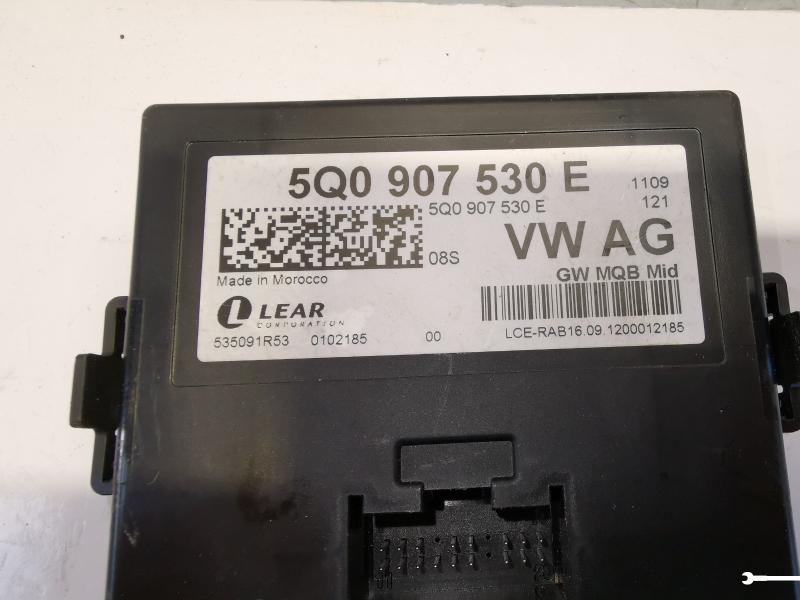 5Q0 907 530 E
1109
5Q0 907 530 E
121
08S
VW AG
GW MQB Mid
Made in Morocco
LEAR
CORPORATION
535091R53 0102185 00
LCE-RAB16.09.1200012185